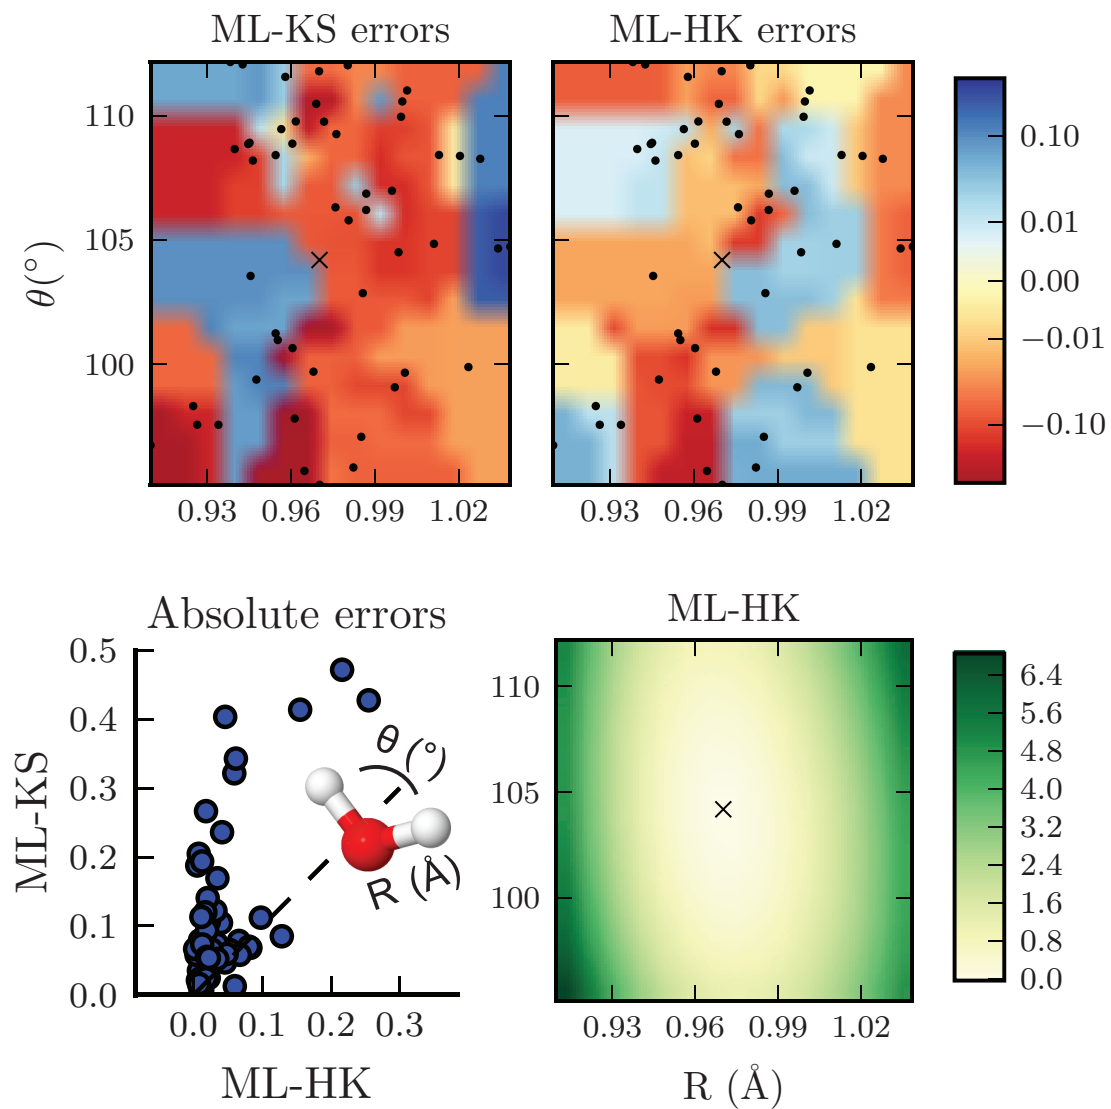 ML-KS errors
ML-HK errors
θ(°)
110
105
100
0.93 0.96 0.99 1.02
0.93 0.96 0.99 1.02
0.10
0.01
0.00
−0.01
−0.10
Absolute errors
ML-KS
0.5
0.4
0.3
0.2
0.1
0.0
0.0 0.1 0.2 0.3
ML-HK
θ (°)
R (Å)
ML-HK
110
105
100
0.93 0.96 0.99 1.02
R (Å)
6.4
5.6
4.8
4.0
3.2
2.4
1.6
0.8
0.0